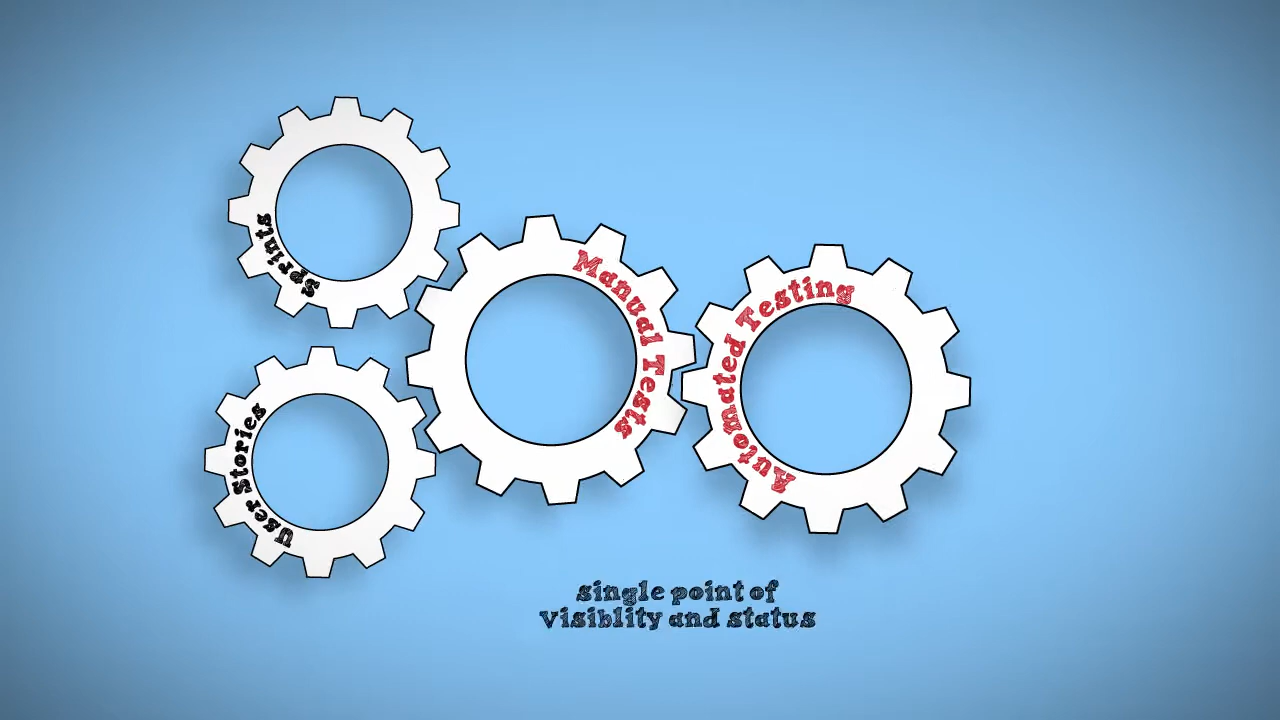 Sprints
Manual Tests
Automated Testing
User Stories
single point of
visiblity and status